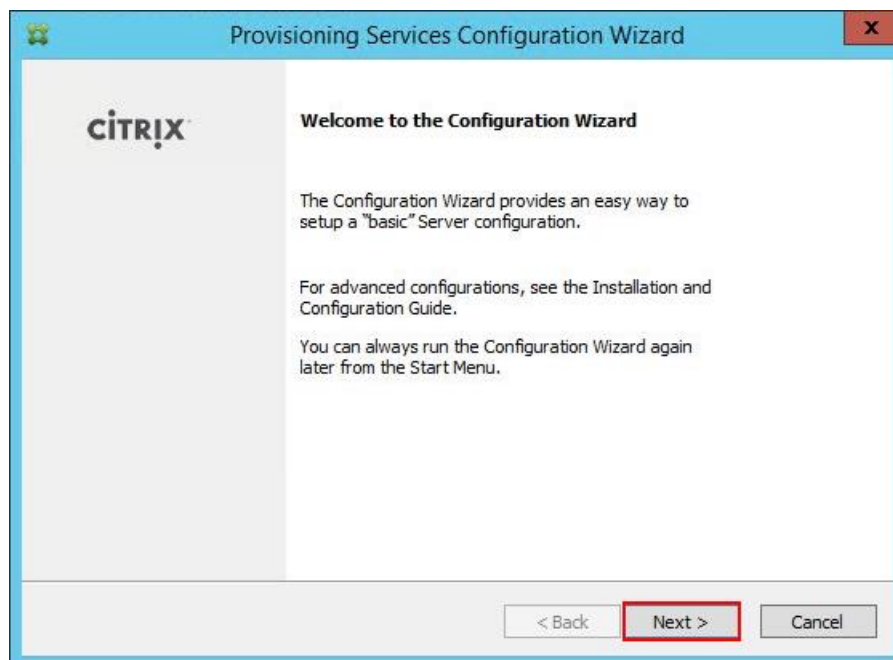 Provisioning Services Configuration Wizard
x
CİTRIX
Welcome to the Configuration Wizard
The Configuration Wizard provides an easy way to
setup a "basic" Server configuration.
For advanced configurations, see the Installation and
Configuration Guide.
You can always run the Configuration Wizard again
later from the Start Menu.
< Back
Next >
Cancel